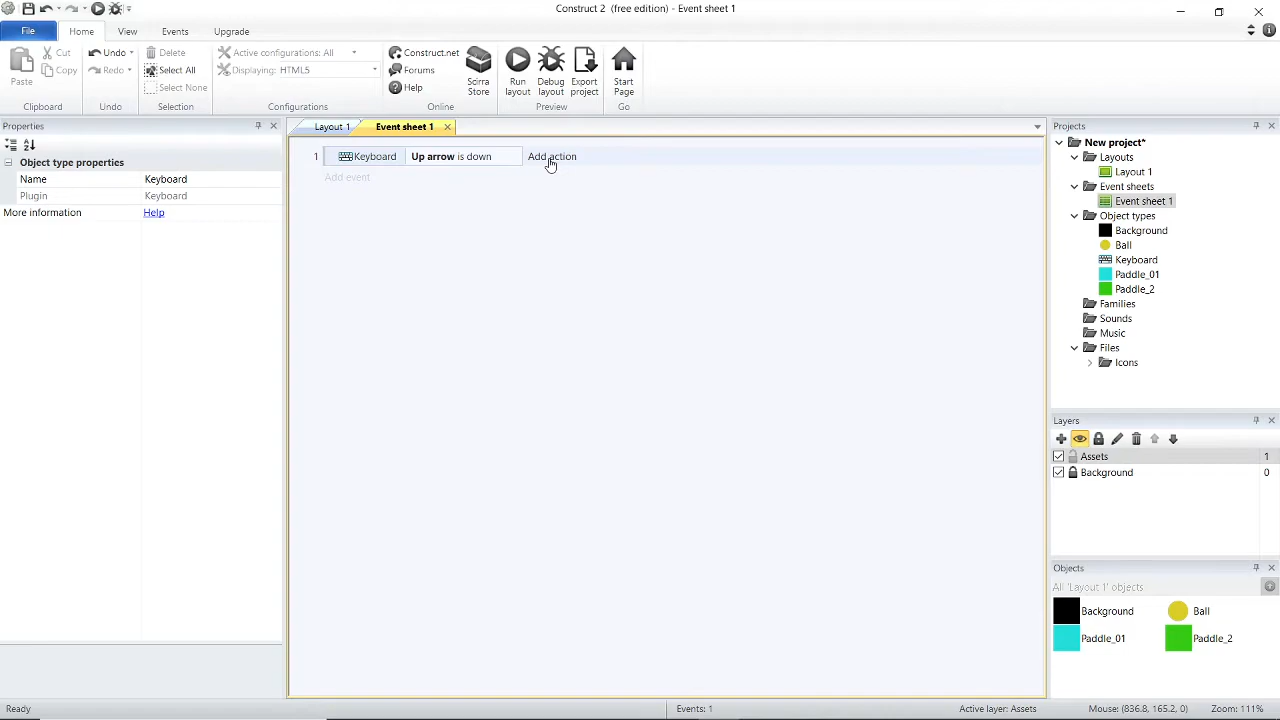 Construct 2 (free edition) - Event sheet 1
File Home View Events Upgrade
Paste Cut Copy
Clipboard
Undo Redo
Undo
Delete Select All Select None
Selection
Active configurations: All
Displaying: HTML5
Configurations
Construct.net Forums Help Scirra Store
Online
Run layout Debug layout Export project
Preview
Start Page
Go
Properties
Object type properties
Name Keyboard
Plugin Keyboard
More information Help
Layout 1 Event sheet 1
1 Keyboard Up arrow is down Add action
Add event
Projects
New project*
Layouts
Layout 1
Event sheets
Event sheet 1
Object types
Background
Ball
Keyboard
Paddle_01
Paddle_2
Families
Sounds
Music
Files
Icons
Layers
Assets 1
Background 0
Objects
All 'Layout 1' objects
Background Ball
Paddle_01 Paddle_2
Ready Events: 1 Active layer: Assets Mouse: (836.8, 165.2, 0) Zoom: 111%